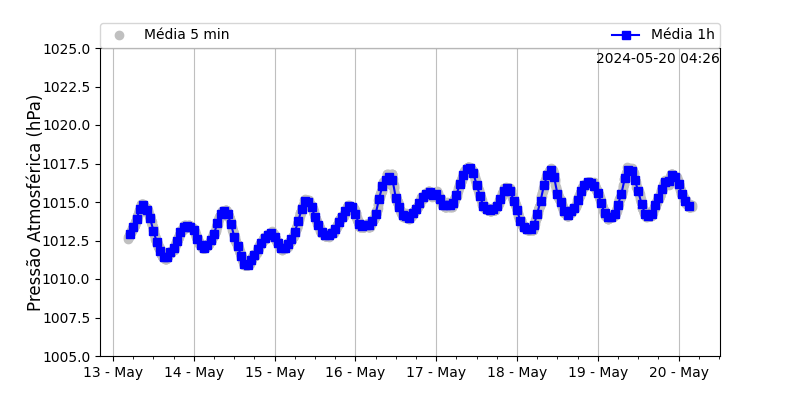 Média 5 min
Média 1h
2024-05-20 04:26
Pressão Atmosférica (hPa)
1025.0
1022.5
1020.0
1017.5
1015.0
1012.5
1010.0
1007.5
1005.0
13 - May
14 - May
15 - May
16 - May
17 - May
18 - May
19 - May
20 - May